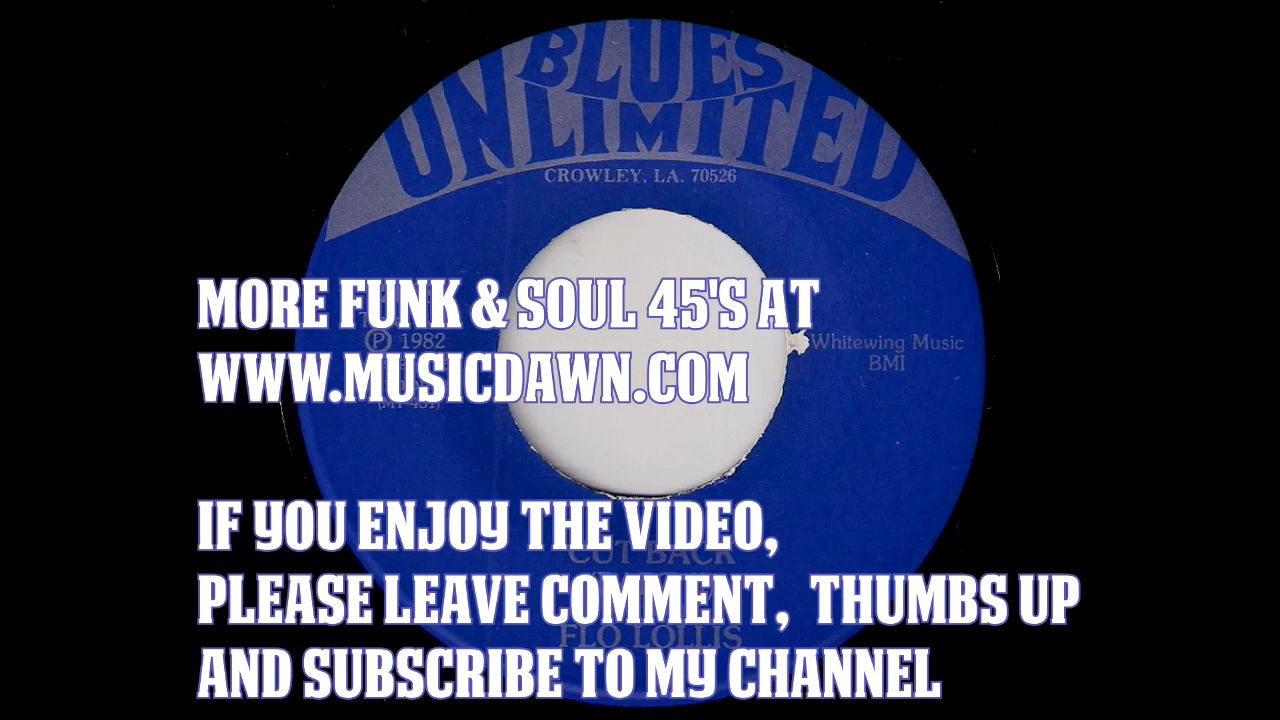 BLUES
UNLIMITED
CROWLEY, LA. 70526
MORE FUNK & SOUL 45'S AT
Ⓟ 1982
Whitewing Music
BMI
WWW.MUSICDAWN.COM
IF YOU ENJOY THE VIDEO,
CUT BACK
PLEASE LEAVE COMMENT, THUMBS UP
FLO LOLLIS
AND SUBSCRIBE TO MY CHANNEL